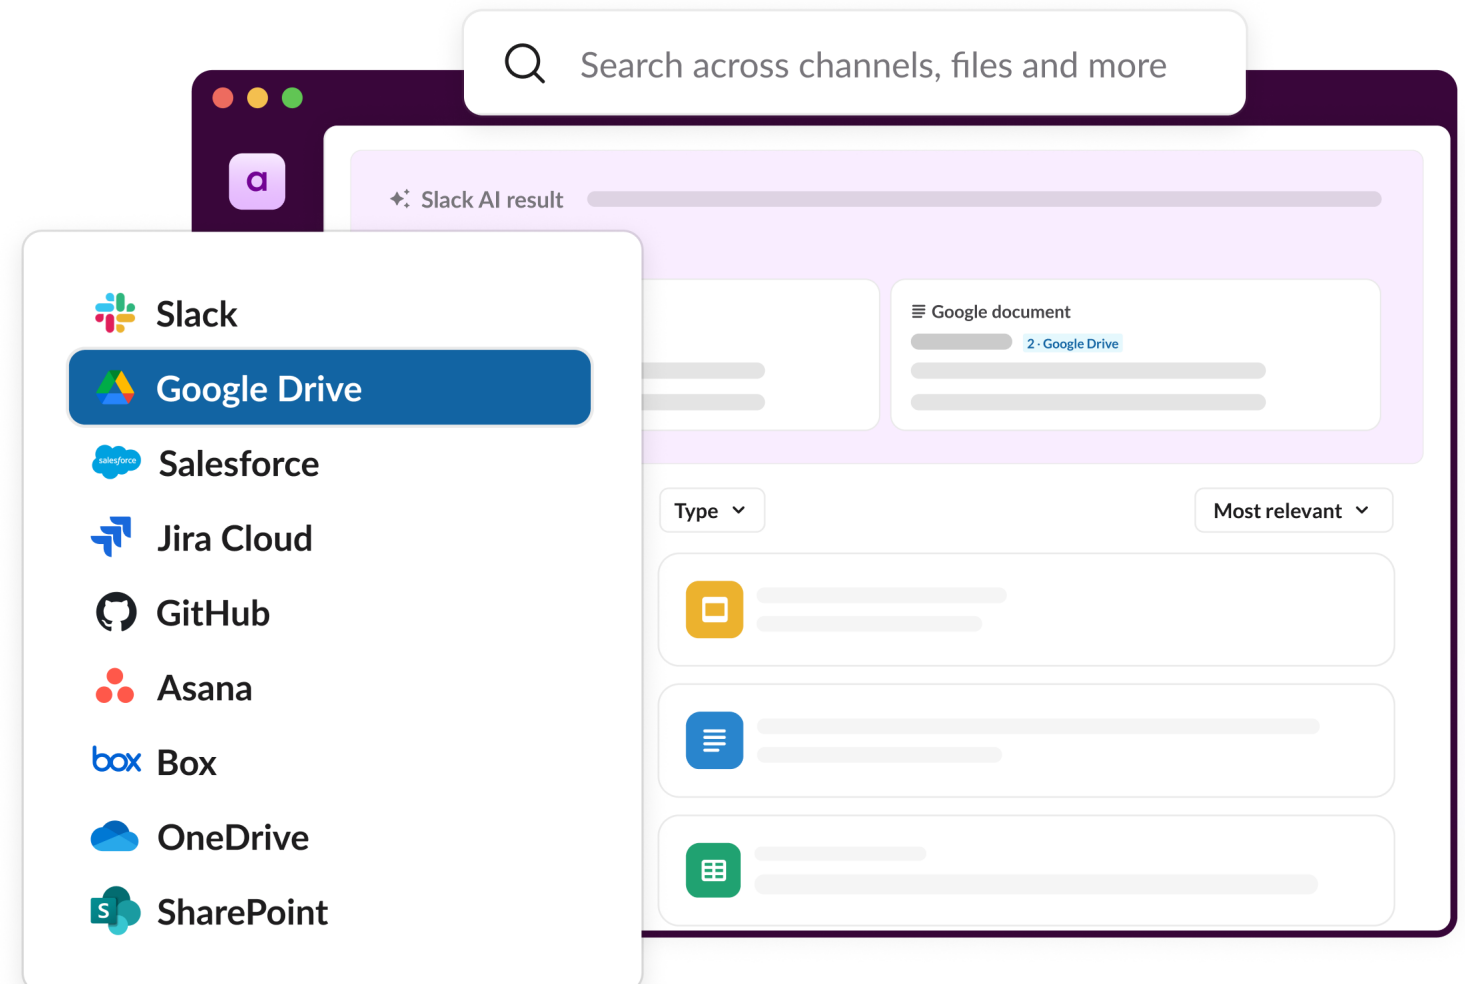 Search across channels, files and more
a
Slack AI result
Google document
2 · Google Drive
Type
Most relevant
Slack
Google Drive
salesforce
Salesforce
Jira Cloud
GitHub
Asana
box
Box
OneDrive
S
SharePoint